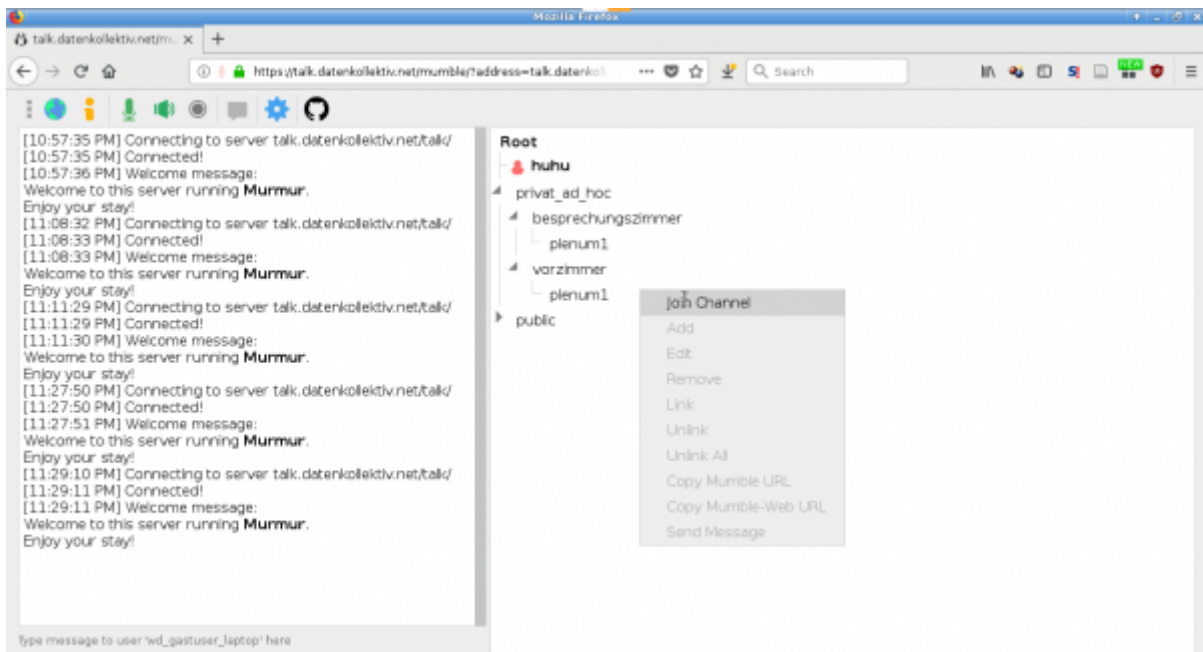 Mozilla Firefox
talk.datenkollektiv.net/mu
https://talk.datenkollektiv.net/mumble/?address=talk.datenkol
Search
NEW
[10:57:35 PM] Connecting to server talk.datenkollektiv.net/talk/
[10:57:35 PM] Connected!
[10:57:36 PM] Welcome message:
Welcome to this server running Murmur.
Enjoy your stay!
[11:08:32 PM] Connecting to server talk.datenkollektiv.net/talk/
[11:08:33 PM] Connected!
[11:08:33 PM] Welcome message:
Welcome to this server running Murmur.
Enjoy your stay!
[11:11:29 PM] Connecting to server talk.datenkollektiv.net/talk/
[11:11:29 PM] Connected!
[11:11:30 PM] Welcome message:
Welcome to this server running Murmur.
Enjoy your stay!
[11:27:50 PM] Connecting to server talk.datenkollektiv.net/talk/
[11:27:50 PM] Connected!
[11:27:51 PM] Welcome message:
Welcome to this server running Murmur.
Enjoy your stay!
[11:29:10 PM] Connecting to server talk.datenkollektiv.net/talk/
[11:29:11 PM] Connected!
[11:29:11 PM] Welcome message:
Welcome to this server running Murmur.
Enjoy your stay!
Type message to user 'wd_gastuser_laptop' here
Root
huhu
privat_ad_hoc
besprechungszimmer
plenum1
vorzimmer
plenum1
public
Join Channel
Add
Edit
Remove
Link
Unlink
Unlink All
Copy Mumble URL
Copy Mumble-Web URL
Send Message